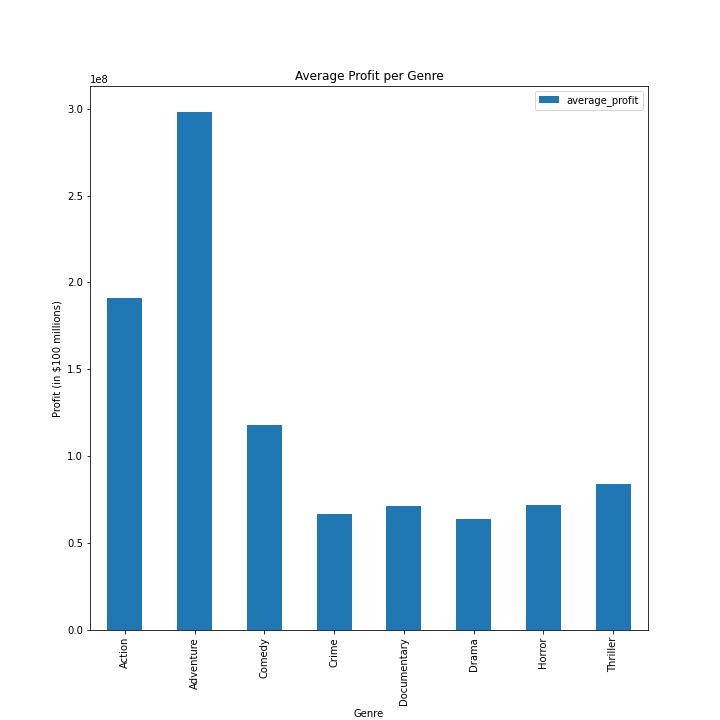 Average Profit per Genre
1e8
average_profit
3.0
2.5
2.0
1.5
1.0
0.5
0.0
Profit (in $100 millions)
Action
Adventure
Comedy
Crime
Documentary
Drama
Horror
Thriller
Genre